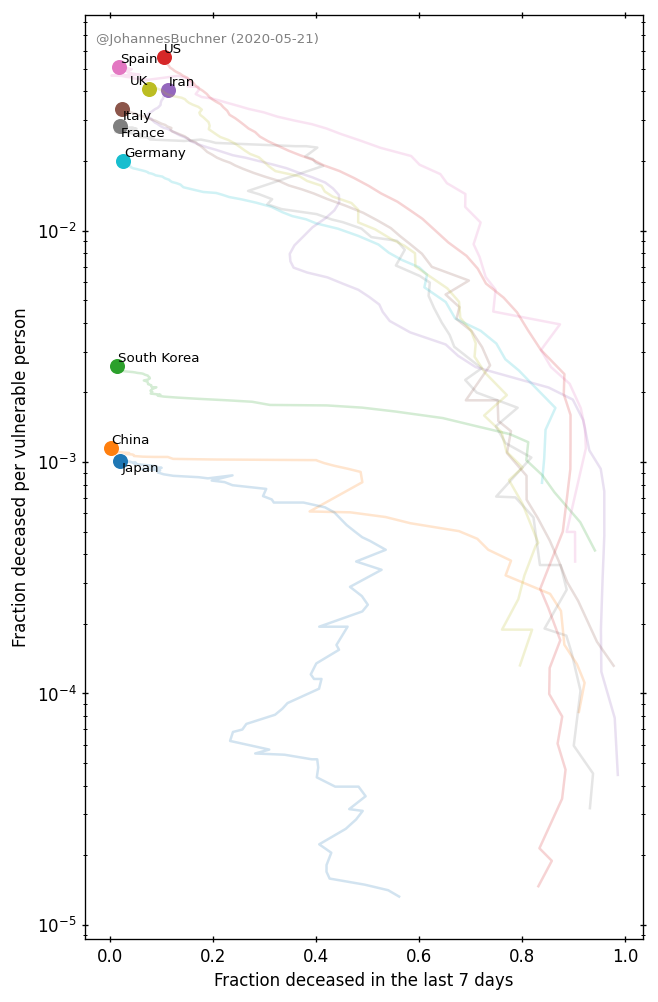 @JohannesBuchner (2020-05-21)
US
Spain
UK
Iran
Italy
France
Germany
10⁻²
South Korea
China
10⁻³
Japan
10⁻⁴
10⁻⁵
0.0 0.2 0.4 0.6 0.8 1.0
Fraction deceased in the last 7 days
Fraction deceased per vulnerable person